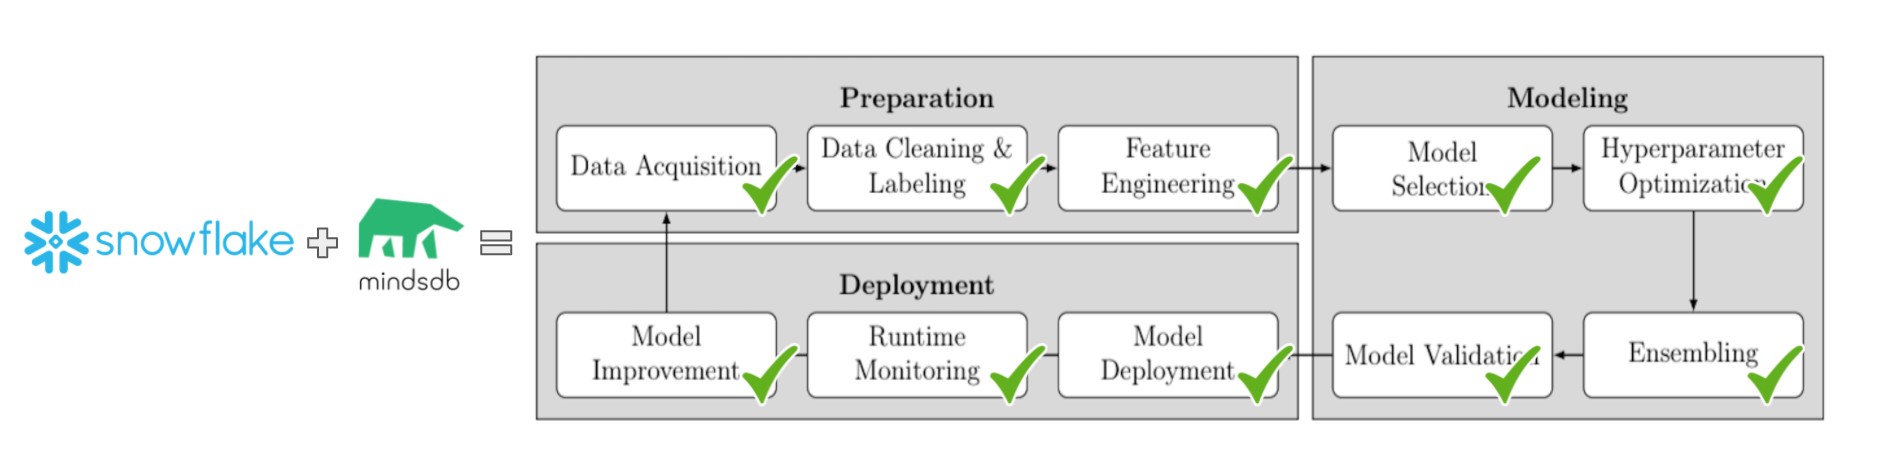 snowflake
mindsdb
Preparation
Data Acquisition
Data Cleaning &
Labeling
Feature
Engineering
Modeling
Model
Selection
Hyperparameter
Optimization
Ensembling
Model Validation
Deployment
Model
Deployment
Runtime
Monitoring
Model
Improvement